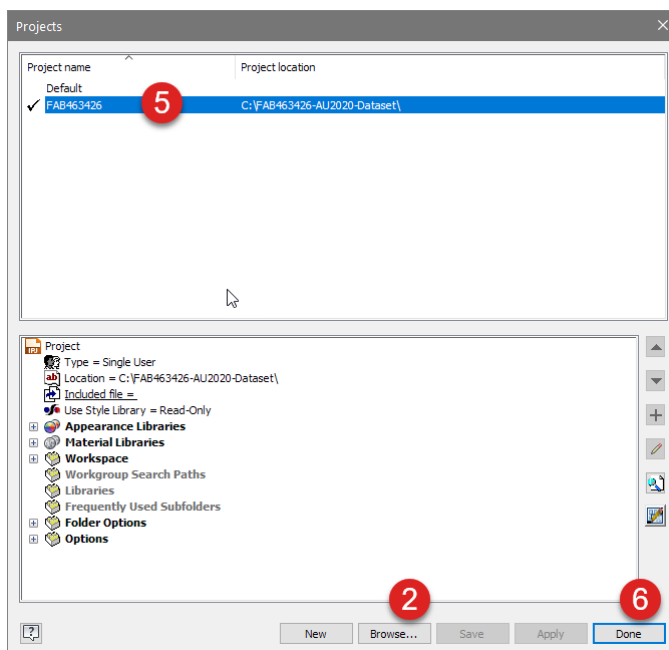 Projects
Project name Project location
Default
FAB463426 5 C:\FAB463426-AU2020-Dataset\
IPJ Project
Type = Single User
ab Location = C:\FAB463426-AU2020-Dataset\
Included file =
Use Style Library = Read-Only
Appearance Libraries
Material Libraries
Workspace
Workgroup Search Paths
Libraries
Frequently Used Subfolders
Folder Options
Options
2 6
? New Browse... Save Apply Done